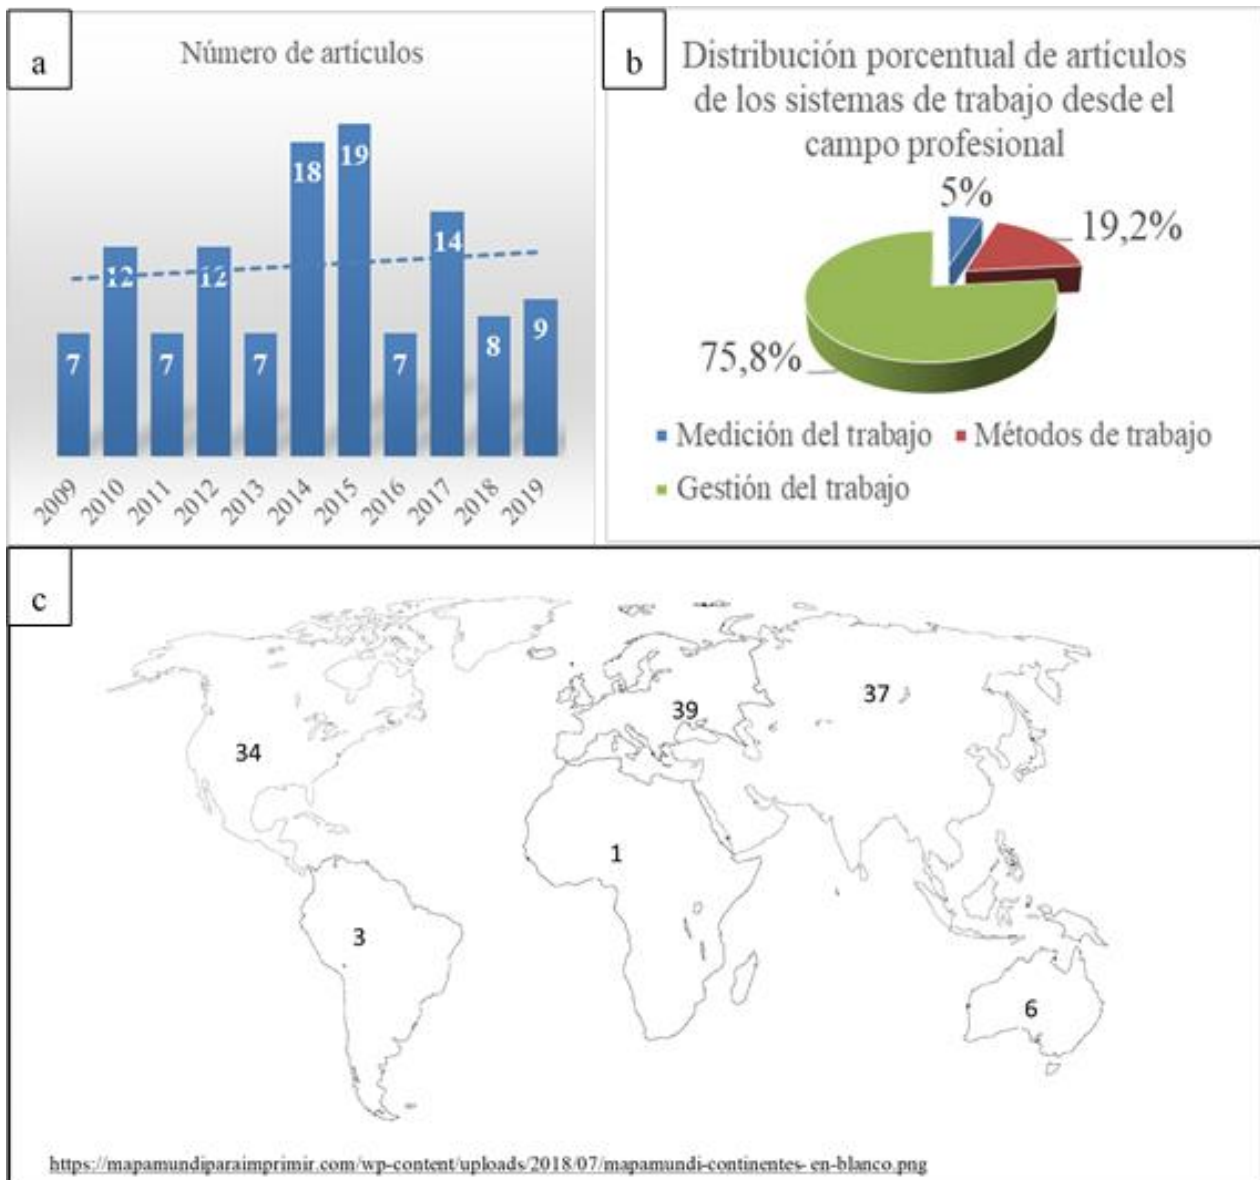 a
Número de artículos
12
12
18
19
14
7
7
7
7
8
9
2009
2010
2011
2012
2013
2014
2015
2016
2017
2018
2019
b
Distribución porcentual de artículos
de los sistemas de trabajo desde el
campo profesional
5%
19,2%
75,8%
Medición del trabajo
Métodos de trabajo
Gestión del trabajo
c
34
39
37
1
3
6
https://mapamundiparaimprimir.com/wp-content/uploads/2018/07/mapamundi-continentes- en-blanco.png